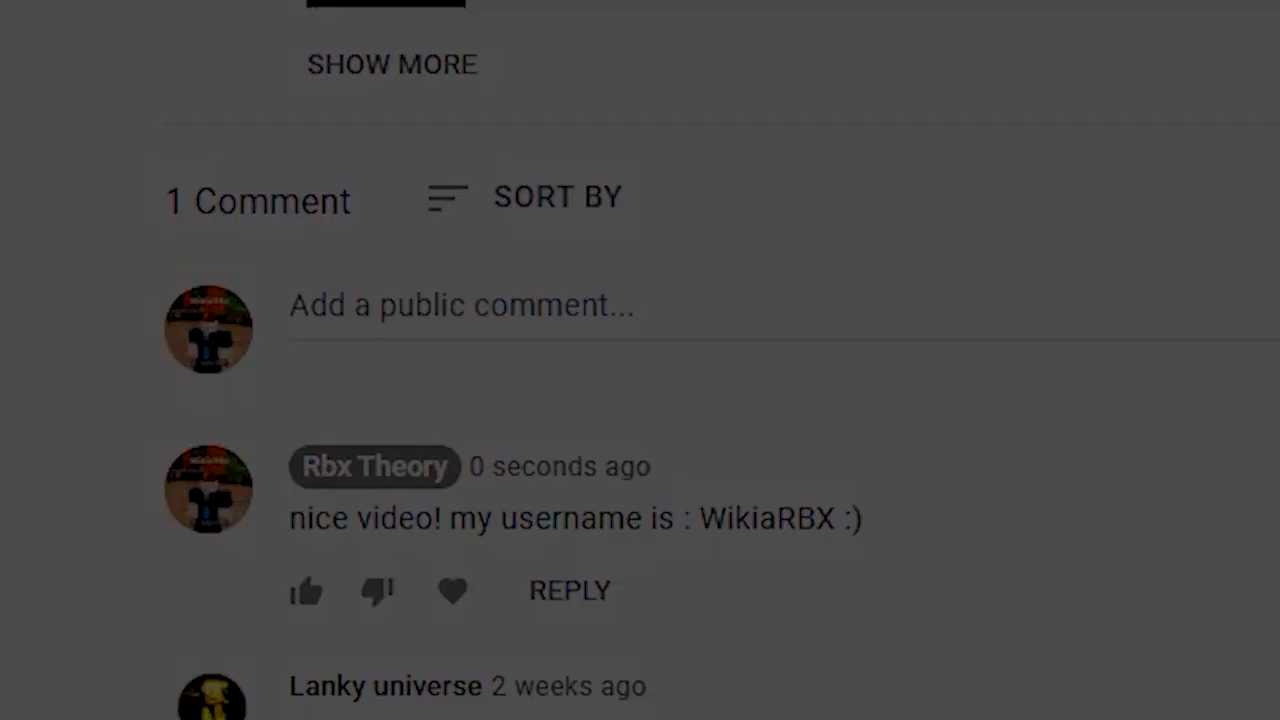 SHOW MORE
1 Comment
SORT BY
Add a public comment...
Rbx Theory 0 seconds ago
nice video! my username is : WikiaRBX :)
REPLY
Lanky universe 2 weeks ago